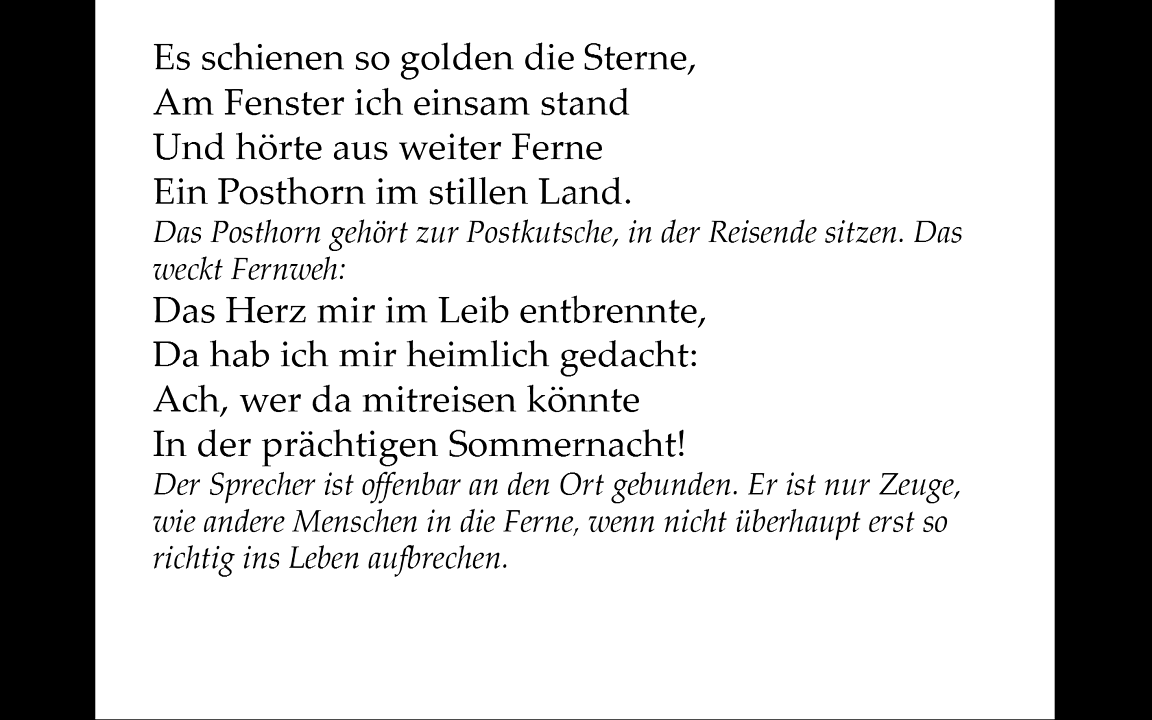 Es schienen so golden die Sterne,
Am Fenster ich einsam stand
Und hörte aus weiter Ferne
Ein Posthorn im stillen Land.
Das Posthorn gehört zur Postkutsche, in der Reisende sitzen. Das
weckt Fernweh:
Das Herz mir im Leib entbrennte,
Da hab ich mir heimlich gedacht:
Ach, wer da mitreisen könnte
In der prächtigen Sommernacht!
Der Sprecher ist offenbar an den Ort gebunden. Er ist nur Zeuge,
wie andere Menschen in die Ferne, wenn nicht überhaupt erst so
richtig ins Leben aufbrechen.